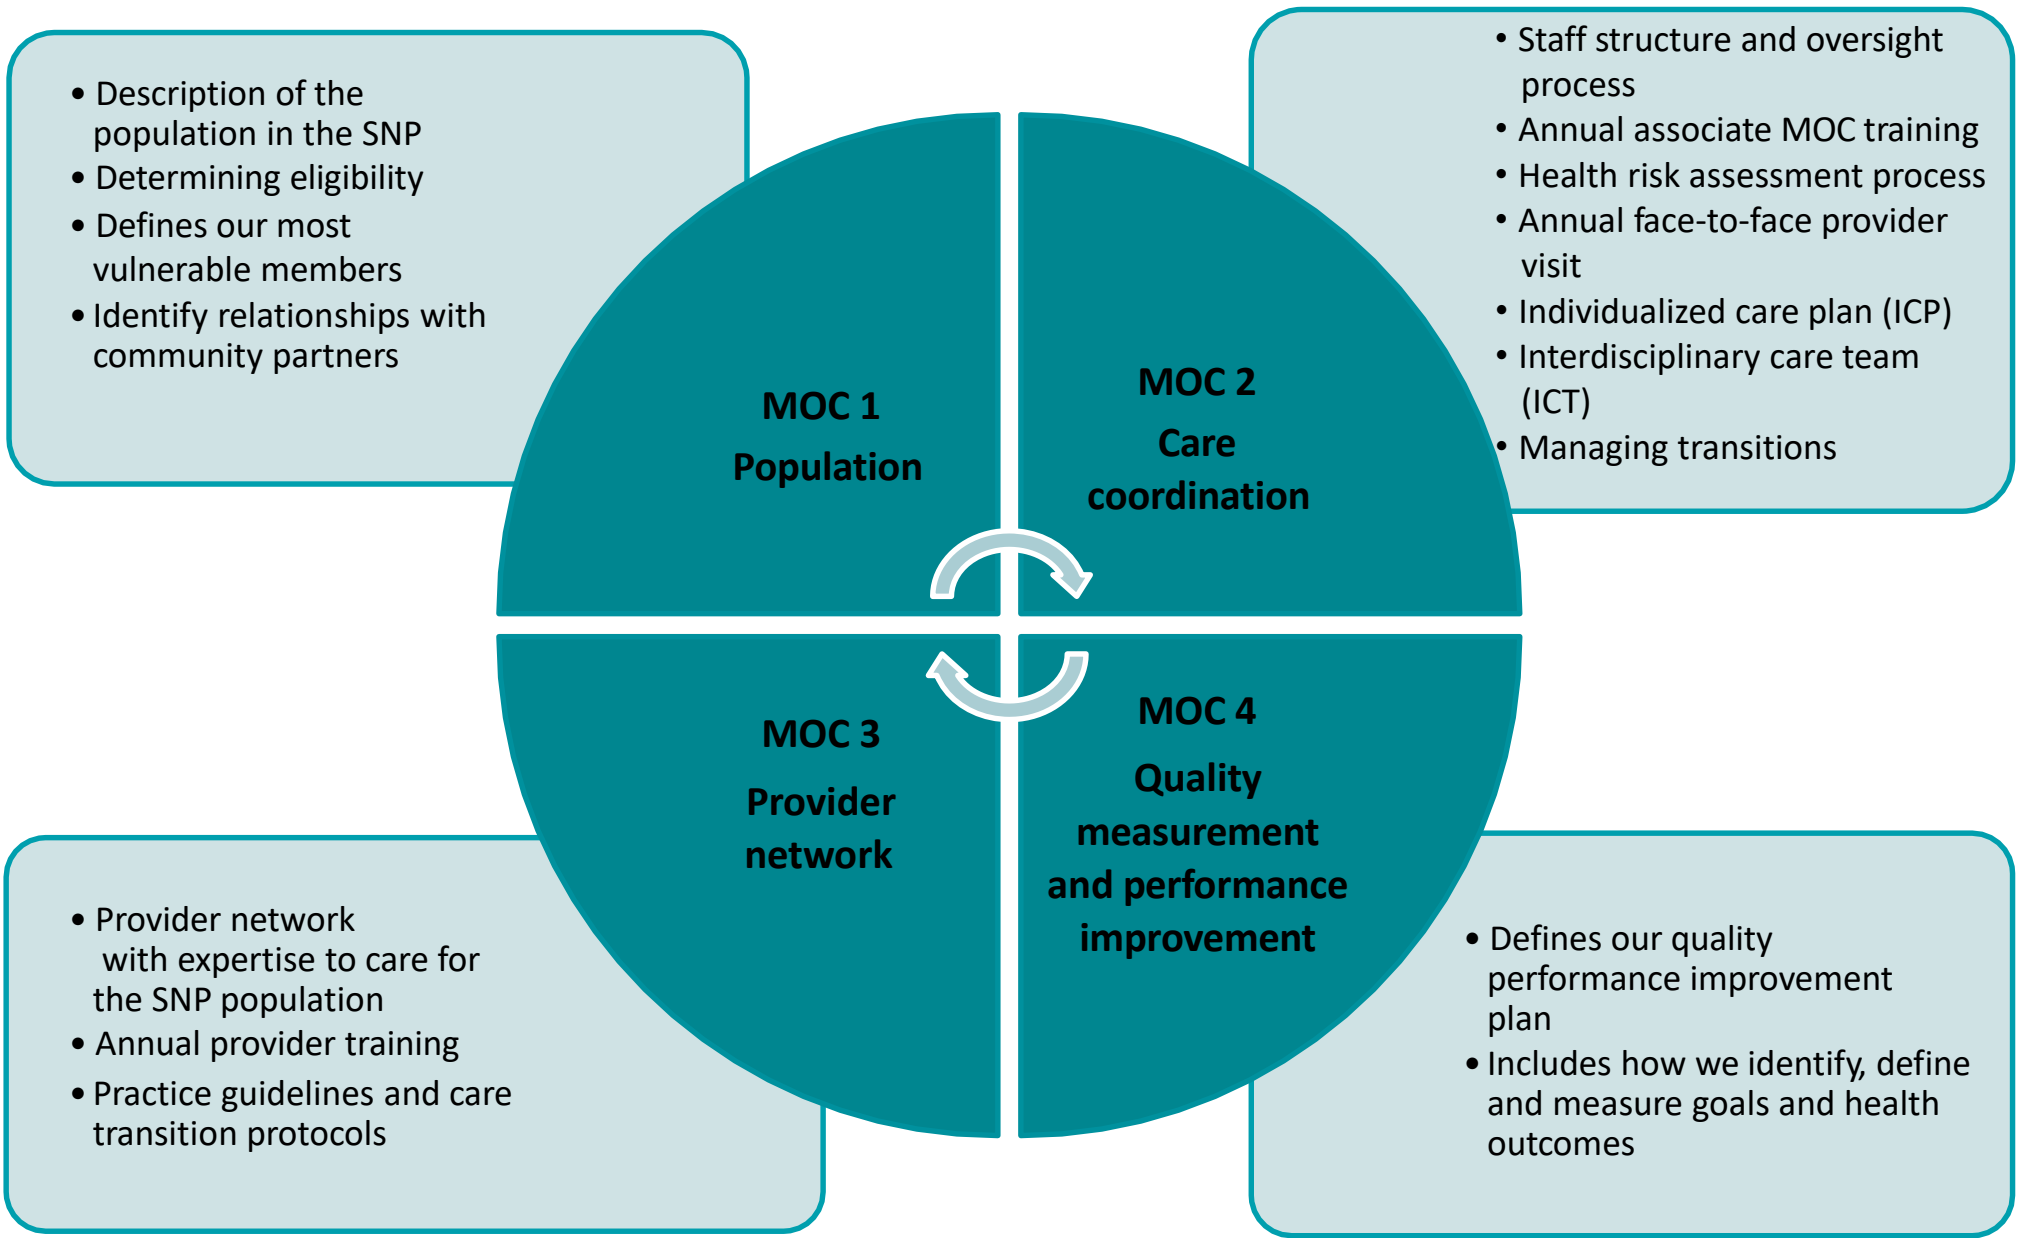 • Description of the
population in the SNP
• Determining eligibility
• Defines our most
vulnerable members
• Identify relationships with
community partners
MOC 1
Population
• Staff structure and oversight
process
• Annual associate MOC training
• Health risk assessment process
• Annual face-to-face provider
visit
• Individualized care plan (ICP)
• Interdisciplinary care team
(ICT)
• Managing transitions
MOC 2
Care
coordination
MOC 3
Provider
network
• Provider network
with expertise to care for
the SNP population
• Annual provider training
• Practice guidelines and care
transition protocols
MOC 4
Quality
measurement
and performance
improvement
• Defines our quality
performance improvement
plan
• Includes how we identify, define
and measure goals and health
outcomes